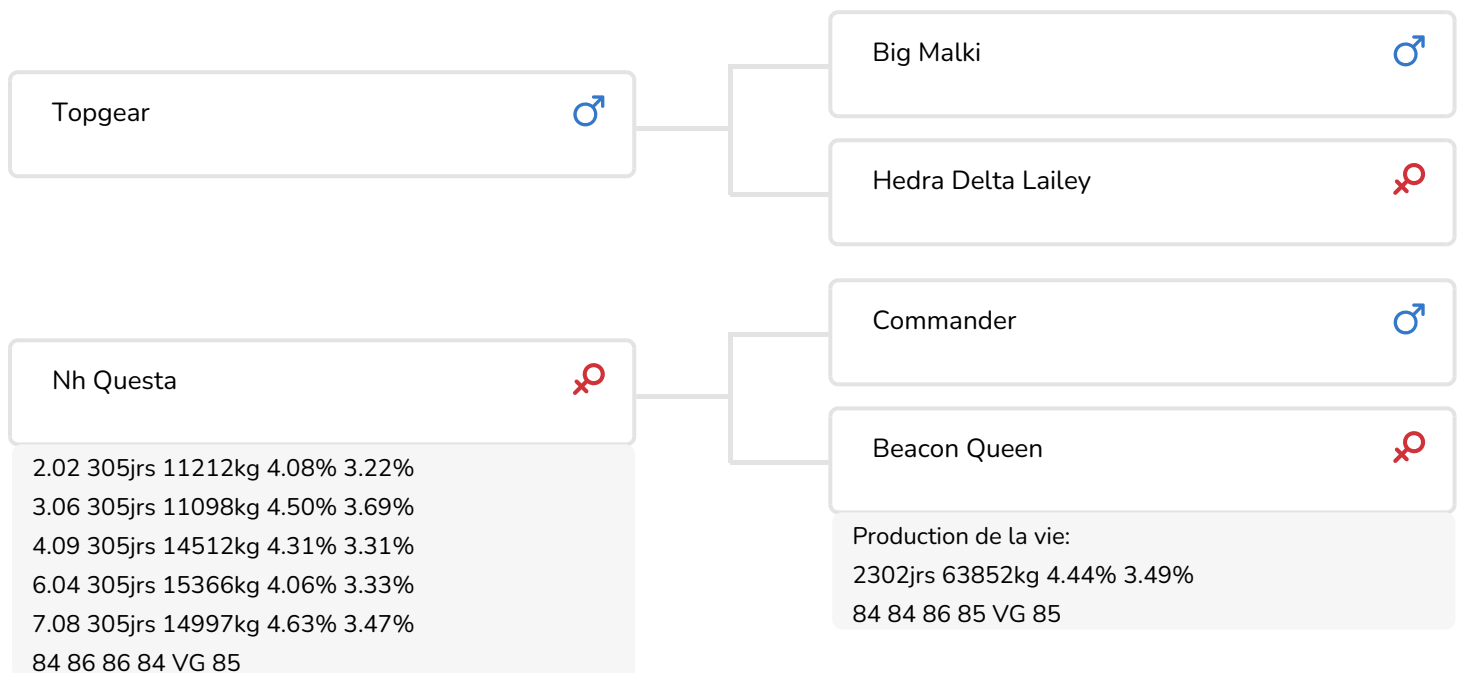 Topgear
Big Malki
Hedra Delta Lailey
Nh Questa
2.02 305jrs 11212kg 4.08% 3.22%
3.06 305jrs 11098kg 4.50% 3.69%
4.09 305jrs 14512kg 4.31% 3.31%
6.04 305jrs 15366kg 4.06% 3.33%
7.08 305jrs 14997kg 4.63% 3.47%
84 86 86 84 VG 85
Commander
Beacon Queen
Production de la vie:
2302jrs 63852kg 4.44% 3.49%
84 84 86 85 VG 85